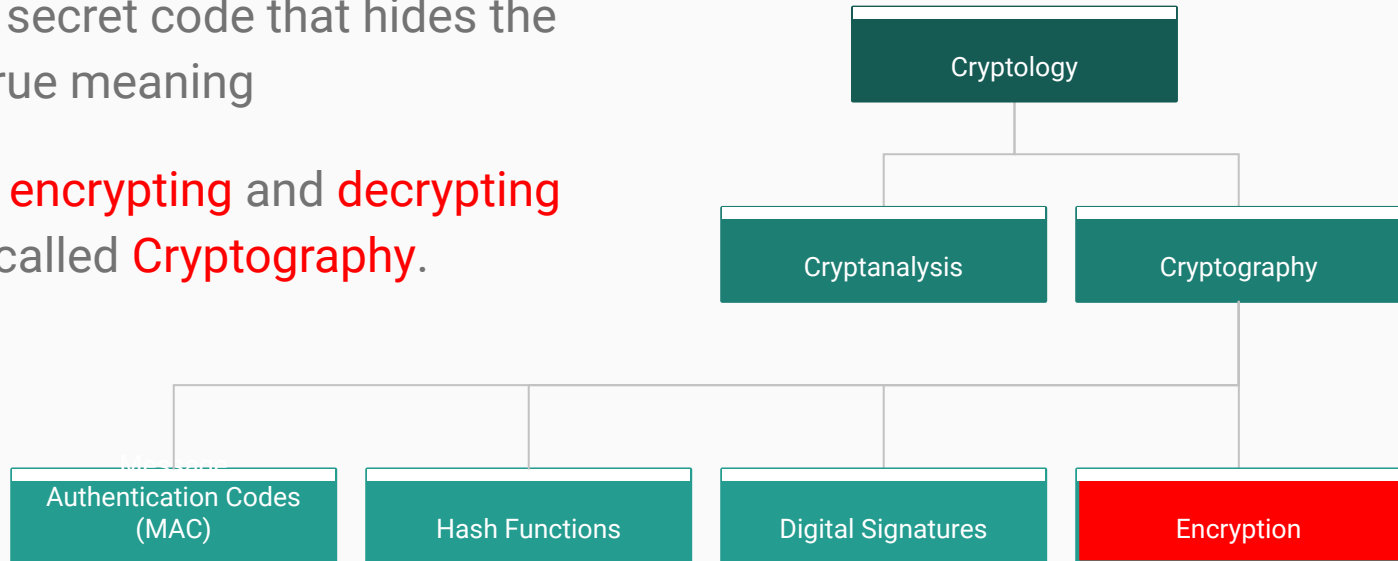 secret code that hides the
rue meaning
encrypting and decrypting
called Cryptography.
Cryptology
Cryptanalysis
Cryptography
Message
Authentication Codes
(MAC)
Hash Functions
Digital Signatures
Encryption